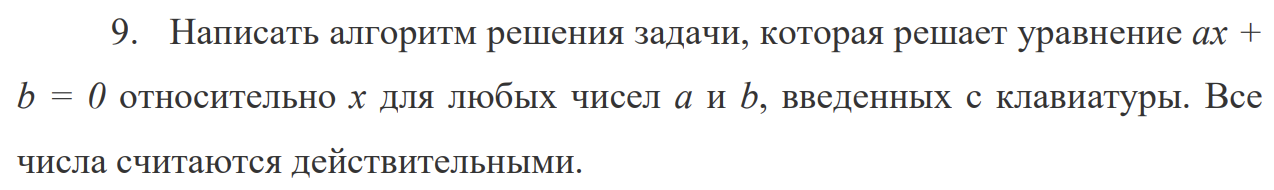 9. Написать алгоритм решения задачи, которая решает уравнение ax +
b = 0 относительно x для любых чисел a и b, введенных с клавиатуры. Все
числа считаются действительными.